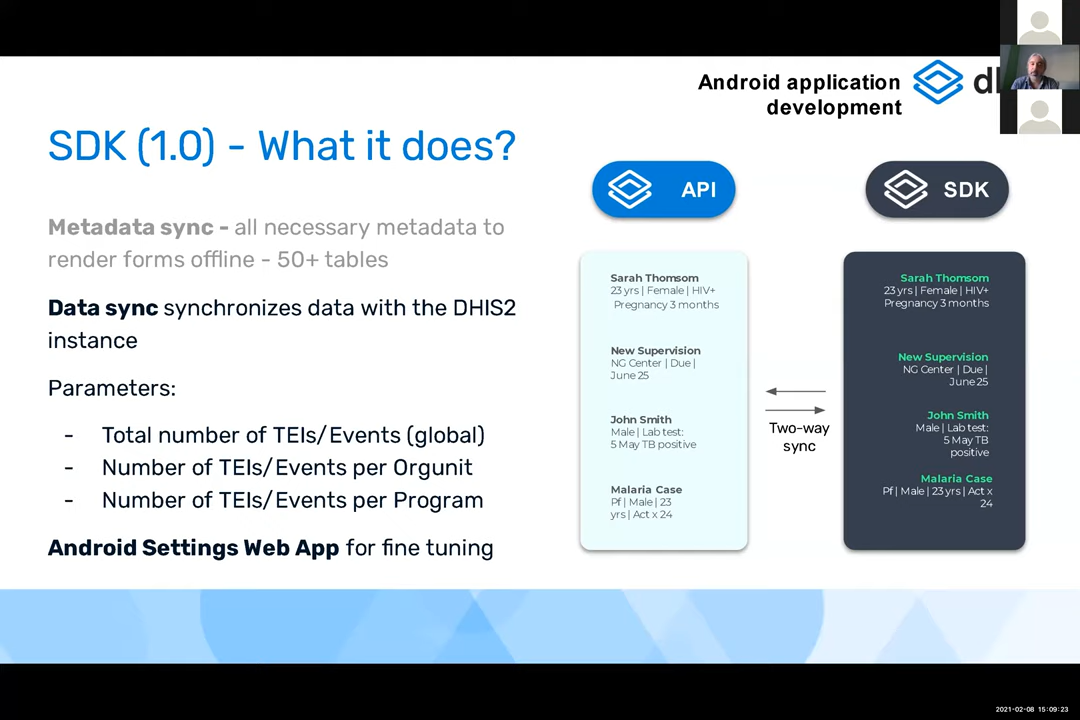 Android application
development
SDK (1.0) - What it does?
Metadata sync - all necessary metadata to
render forms offline - 50+ tables
Data sync synchronizes data with the DHIS2
instance
Parameters:
- Total number of TEIs/Events (global)
- Number of TEIs/Events per Orgunit
- Number of TEIs/Events per Program
Android Settings Web App for fine tuning
API
Sarah Thomsom
23 yrs | Female | HIV+
Pregnancy 3 months
New Supervision
NG Center | Due |
June 25
John Smith
Male | Lab test:
5 May TB positive
Malaria Case
Pf | Male | 23
yrs | Act x 24
Two-way
sync
SDK
Sarah Thomsom
23 yrs | Female | HIV+
Pregnancy 3 months
New Supervision
NG Center | Due |
June 25
John Smith
Male | Lab test:
5 May TB
positive
Malaria Case
Pf | Male | 23 yrs | Act x
24
2021-02-08 15:09:23